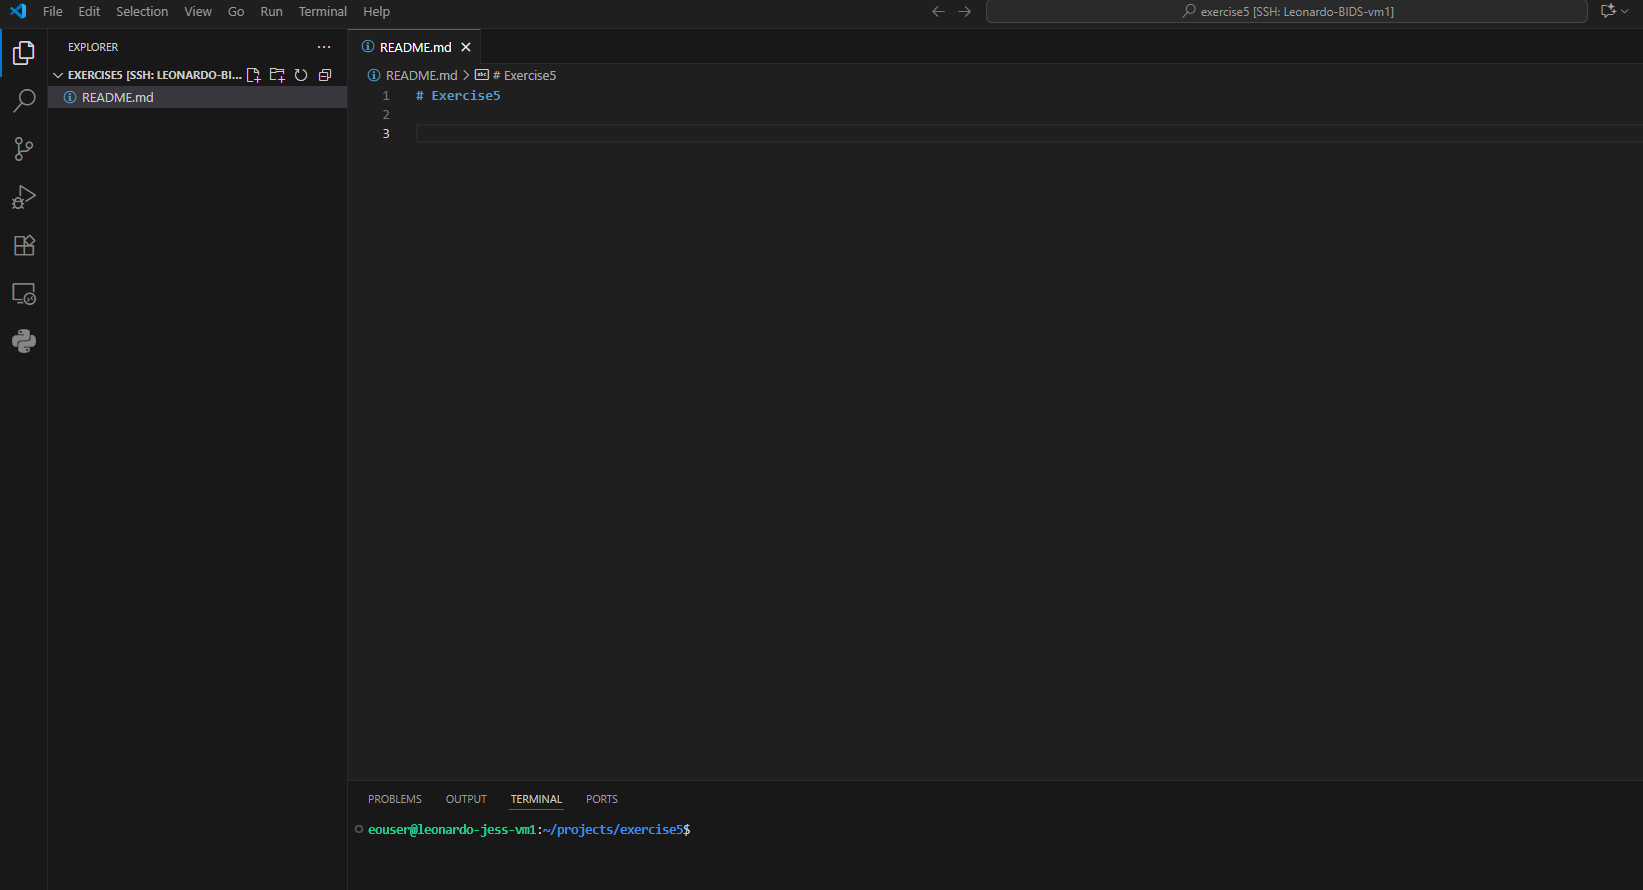 File Edit Selection View Go Run Terminal Help
exercise5 [SSH: Leonardo-BIDS-vm1]
EXPLORER
EXERCISE5 [SSH: LEONARDO-BI...
README.md
README.md
README.md > # Exercise5
1 # Exercise5
2
3
PROBLEMS OUTPUT TERMINAL PORTS
eouser@leonardo-jess-vm1:~/projects/exercise5$